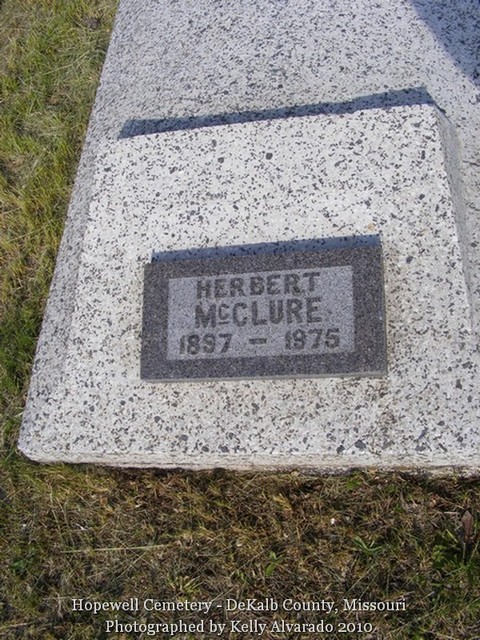 HERBERT
McCLURE
1897 – 1975
Hopewell Cemetery - DeKalb County, Missouri
Photographed by Kelly Alvarado 2010